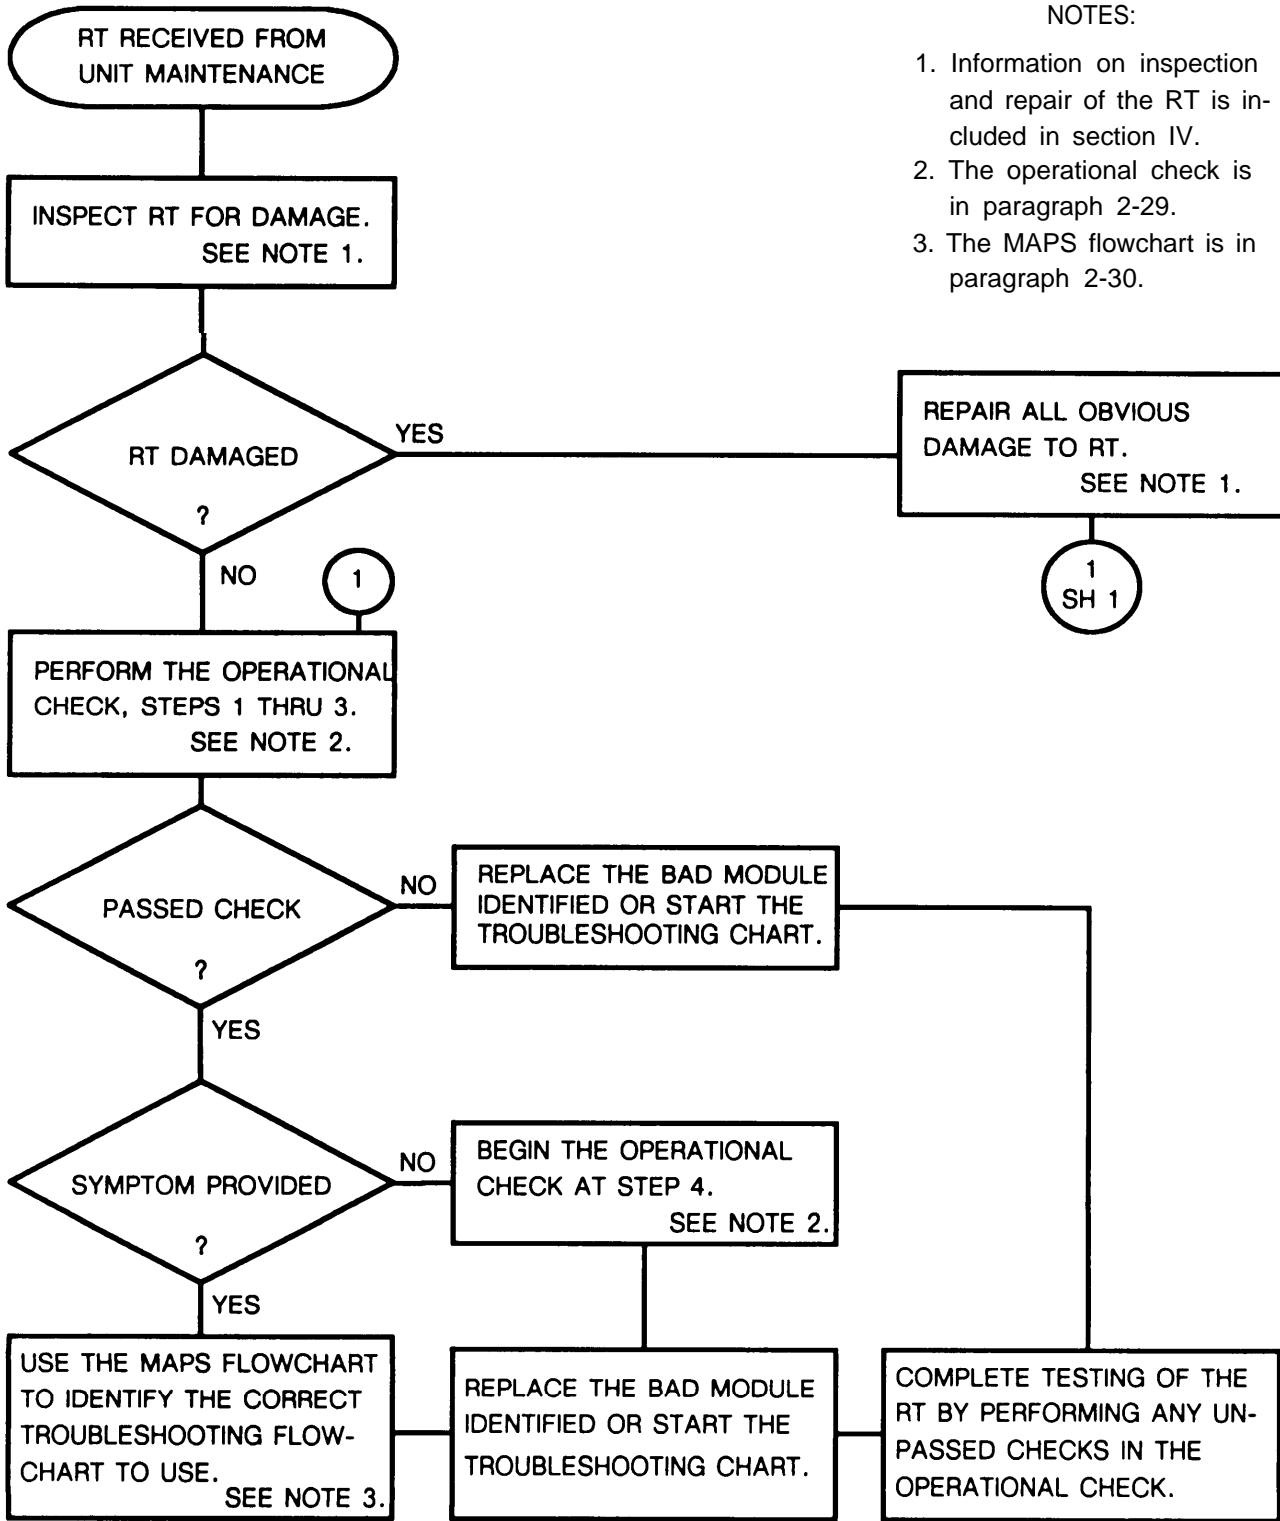 RT RECEIVED FROM
UNIT MAINTENANCE
NOTES:
1. Information on inspection
and repair of the RT is in-
cluded in section IV.
2. The operational check is
in paragraph 2-29.
3. The MAPS flowchart is in
paragraph 2-30.
INSPECT RT FOR DAMAGE.
SEE NOTE 1.
RT DAMAGED
?
YES
REPAIR ALL OBVIOUS
DAMAGE TO RT.
SEE NOTE 1.
1
SH 1
NO
1
PERFORM THE OPERATIONAL
CHECK, STEPS 1 THRU 3.
SEE NOTE 2.
PASSED CHECK
?
NO
REPLACE THE BAD MODULE
IDENTIFIED OR START THE
TROUBLESHOOTING CHART.
YES
SYMPTOM PROVIDED
?
NO
BEGIN THE OPERATIONAL
CHECK AT STEP 4.
SEE NOTE 2.
YES
USE THE MAPS FLOWCHART
TO IDENTIFY THE CORRECT
TROUBLESHOOTING FLOW-
CHART TO USE.
SEE NOTE 3.
REPLACE THE BAD MODULE
IDENTIFIED OR START THE
TROUBLESHOOTING CHART.
COMPLETE TESTING OF THE
RT BY PERFORMING ANY UN-
PASSED CHECKS IN THE
OPERATIONAL CHECK.